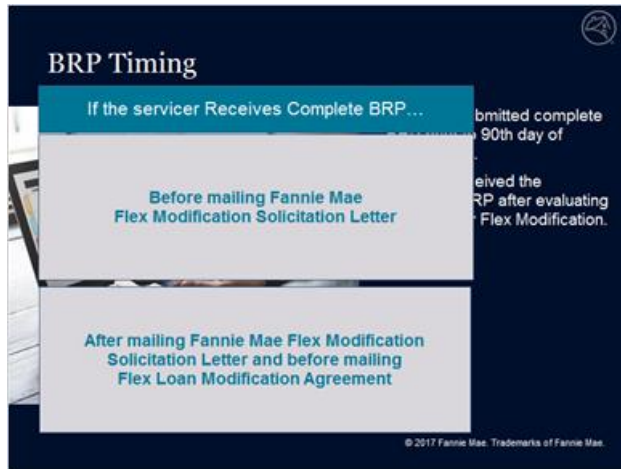 BRP Timing
If the servicer Receives Complete BRP…
Before mailing Fannie Mae
Flex Modification Solicitation Letter
After mailing Fannie Mae Flex Modification
Solicitation Letter and before mailing
Flex Loan Modification Agreement
bmitted complete
90th day of
eived the
RP after evaluating
Flex Modification.
© 2017 Fannie Mae. Trademarks of Fannie Mae.